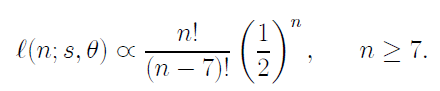 ℓ(n; s, θ) ∝ n!/(n − 7)! (1/2)^n, n ≥ 7.